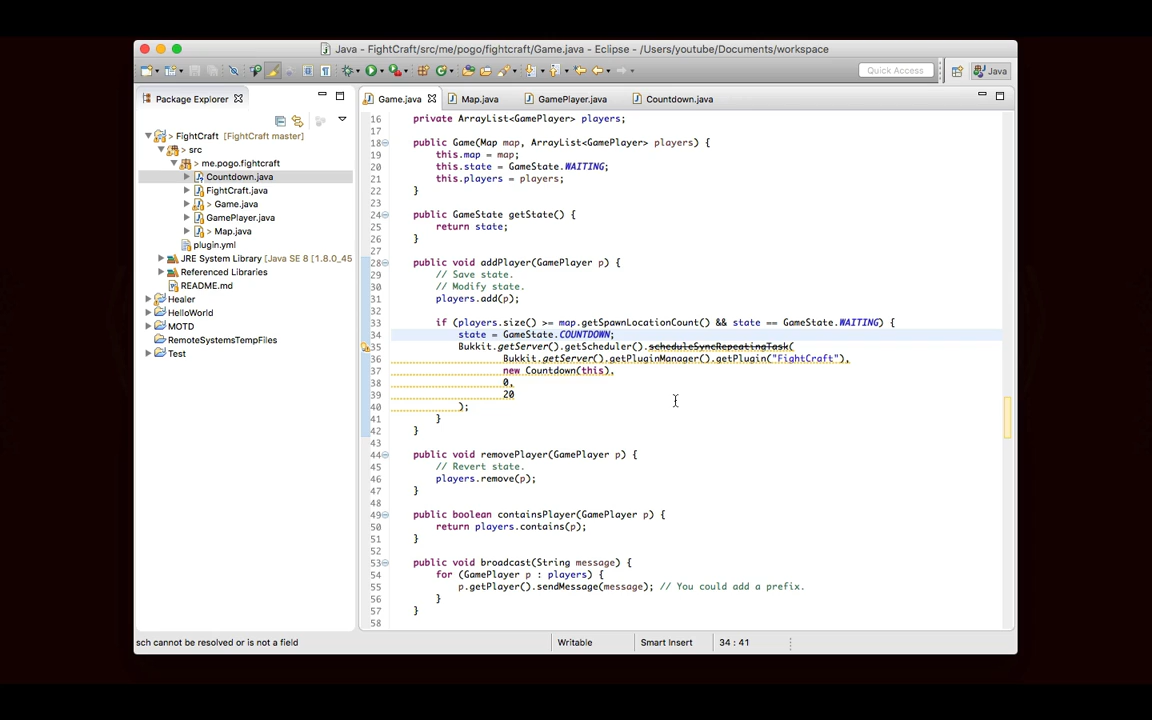 Java - FightCraft/src/me/pogo/fightcraft/Game.java - Eclipse - /Users/youtube/Documents/workspace
Quick Access
Java
Package Explorer
Game.java
Map.java
GamePlayer.java
Countdown.java
> FightCraft [FightCraft master]
> src
> me.pogo.fightcraft
Countdown.java
FightCraft.java
> Game.java
GamePlayer.java
> Map.java
plugin.yml
JRE System Library [Java SE 8 [1.8.0_45
Referenced Libraries
README.md
Healer
HelloWorld
MOTD
RemoteSystemsTempFiles
Test
16 private ArrayList<GamePlayer> players;
17
18 public Game(Map map, ArrayList<GamePlayer> players) {
19 this.map = map;
20 this.state = GameState.WAITING;
21 this.players = players;
22 }
23
24 public GameState getState() {
25 return state;
26 }
27
28 public void addPlayer(GamePlayer p) {
29 // Save state.
30 // Modify state.
31 players.add(p);
32
33 if (players.size() >= map.getSpawnLocationCount() && state == GameState.WAITING) {
34 state = GameState.COUNTDOWN;
35 Bukkit.getServer().getScheduler().scheduleSyncRepeatingTask(
36 Bukkit.getServer().getPluginManager().getPlugin("FightCraft"),
37 new Countdown(this),
38 0,
39 20
40 );
41 }
42 }
43
44 public void removePlayer(GamePlayer p) {
45 // Revert state.
46 players.remove(p);
47 }
48
49 public boolean containsPlayer(GamePlayer p) {
50 return players.contains(p);
51 }
52
53 public void broadcast(String message) {
54 for (GamePlayer p : players) {
55 p.getPlayer().sendMessage(message); // You could add a prefix.
56 }
57 }
58
sch cannot be resolved or is not a field
Writable
Smart Insert
34 : 41